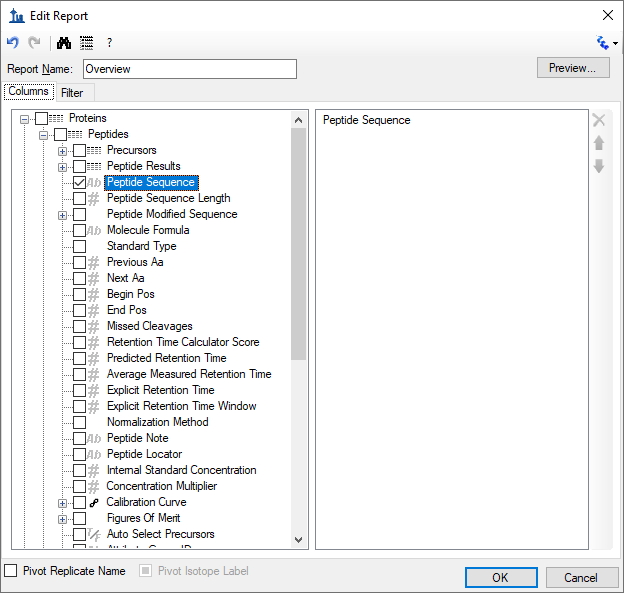 Edit Report
?
Report Name: Overview
Preview...
Columns Filter
Proteins
Peptides
Precursors
Peptide Results
Ab Peptide Sequence
# Peptide Sequence Length
Peptide Modified Sequence
Ab Molecule Formula
Standard Type
# Previous Aa
# Next Aa
# Begin Pos
# End Pos
# Missed Cleavages
# Retention Time Calculator Score
# Predicted Retention Time
# Average Measured Retention Time
# Explicit Retention Time
# Explicit Retention Time Window
Normalization Method
Ab Peptide Note
Ab Peptide Locator
# Internal Standard Concentration
# Concentration Multiplier
Calibration Curve
Figures Of Merit
T/F Auto Select Precursors
Peptide Sequence
Pivot Replicate Name
Pivot Isotope Label
OK
Cancel